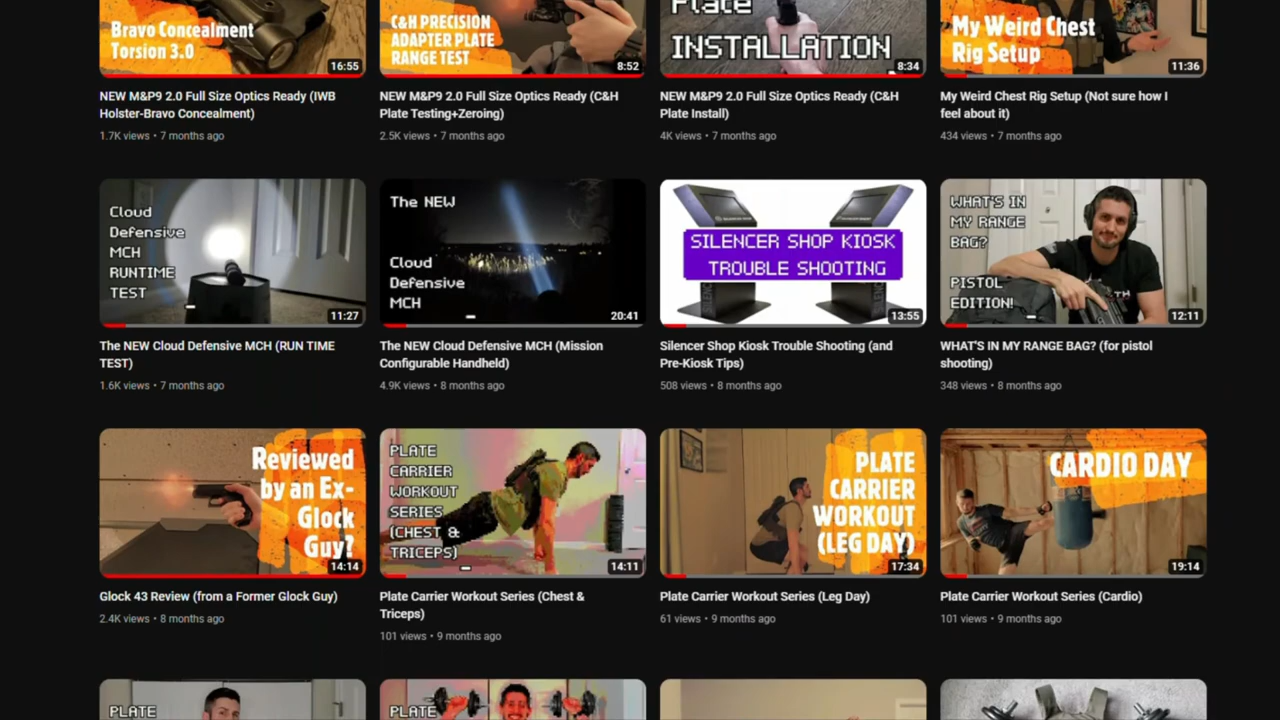 Bravo Concealment
Torsion 3.0
16:55
C&H PRECISION
ADAPTER PLATE
RANGE TEST
8:52
Plate
INSTALLATION
8:34
My Weird Chest
Rig Setup
11:36
NEW M&P9 2.0 Full Size Optics Ready (IWB
Holster-Bravo Concealment)
1.7K views • 7 months ago
NEW M&P9 2.0 Full Size Optics Ready (C&H
Plate Testing+Zeroing)
2.5K views • 7 months ago
NEW M&P9 2.0 Full Size Optics Ready (C&H
Plate Install)
4K views • 7 months ago
My Weird Chest Rig Setup (Not sure how I
feel about it)
434 views • 7 months ago
Cloud
Defensive
MCH
RUNTIME
TEST
11:27
The NEW
Cloud
Defensive
MCH
20:41
SILENCER SHOP KIOSK
TROUBLE SHOOTING
13:55
WHAT'S IN
MY RANGE
BAG?
PISTOL
EDITION!
12:11
The NEW Cloud Defensive MCH (RUN TIME
TEST)
1.6K views • 7 months ago
The NEW Cloud Defensive MCH (Mission
Configurable Handheld)
4.9K views • 8 months ago
Silencer Shop Kiosk Trouble Shooting (and
Pre-Kiosk Tips)
508 views • 8 months ago
WHAT'S IN MY RANGE BAG? (for pistol
shooting)
348 views • 8 months ago
Reviewed
by an Ex-
Glock
Guy?
14:14
PLATE
CARRIER
WORKOUT
SERIES
(CHEST &
TRICEPS)
14:11
PLATE
CARRIER
WORKOUT
(LEG DAY)
17:34
CARDIO DAY
19:14
Glock 43 Review (from a Former Glock Guy)
2.4K views • 8 months ago
Plate Carrier Workout Series (Chest &
Triceps)
101 views • 9 months ago
Plate Carrier Workout Series (Leg Day)
61 views • 9 months ago
Plate Carrier Workout Series (Cardio)
101 views • 9 months ago
PLATE
PLATE